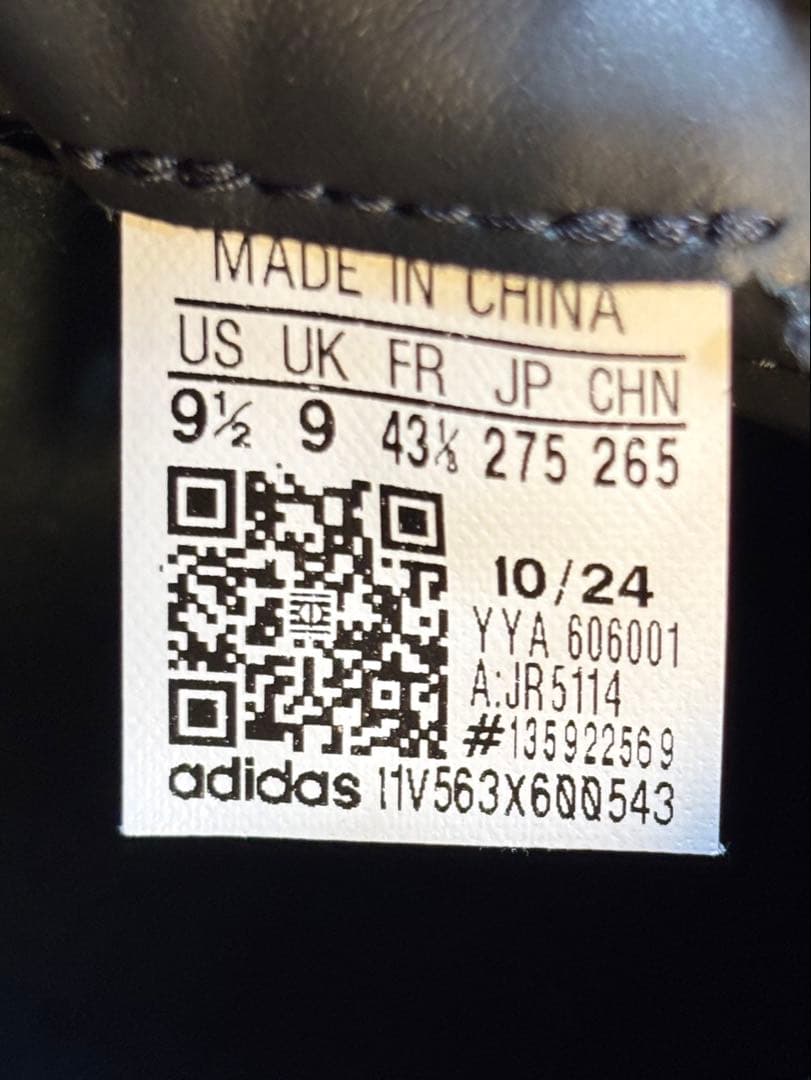 MADE IN CHINA
US UK FR JP CHN
9½ 9 43⅓ 275 265
10/24
YYA 606001
A:JR5114
#135922569
adidas 11V563X600543